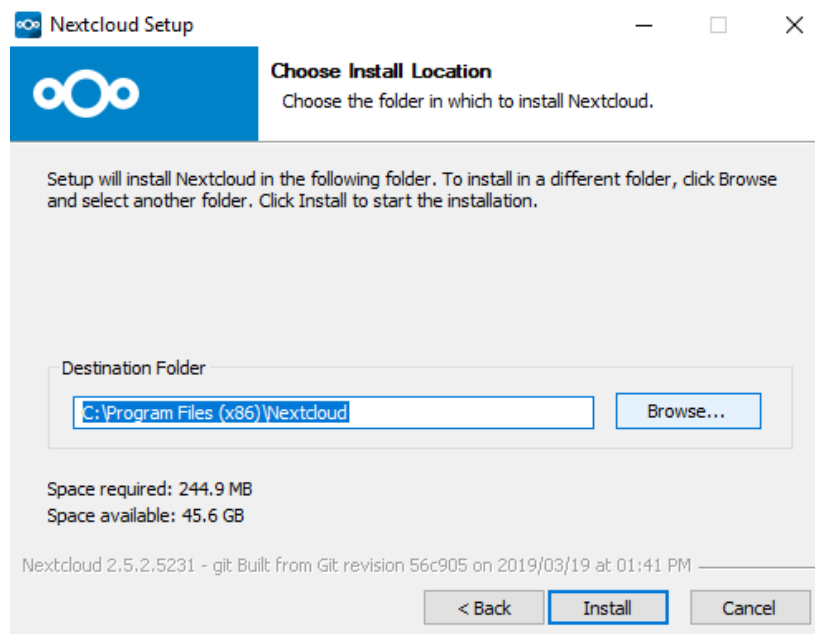 Nextcloud Setup
Choose Install Location
Choose the folder in which to install Nextcloud.
Setup will install Nextcloud in the following folder. To install in a different folder, click Browse
and select another folder. Click Install to start the installation.
Destination Folder
C:\Program Files (x86)\Nextcloud
Browse...
Space required: 244.9 MB
Space available: 45.6 GB
Nextcloud 2.5.2.5231 - git Built from Git revision 56c905 on 2019/03/19 at 01:41 PM
< Back Install Cancel